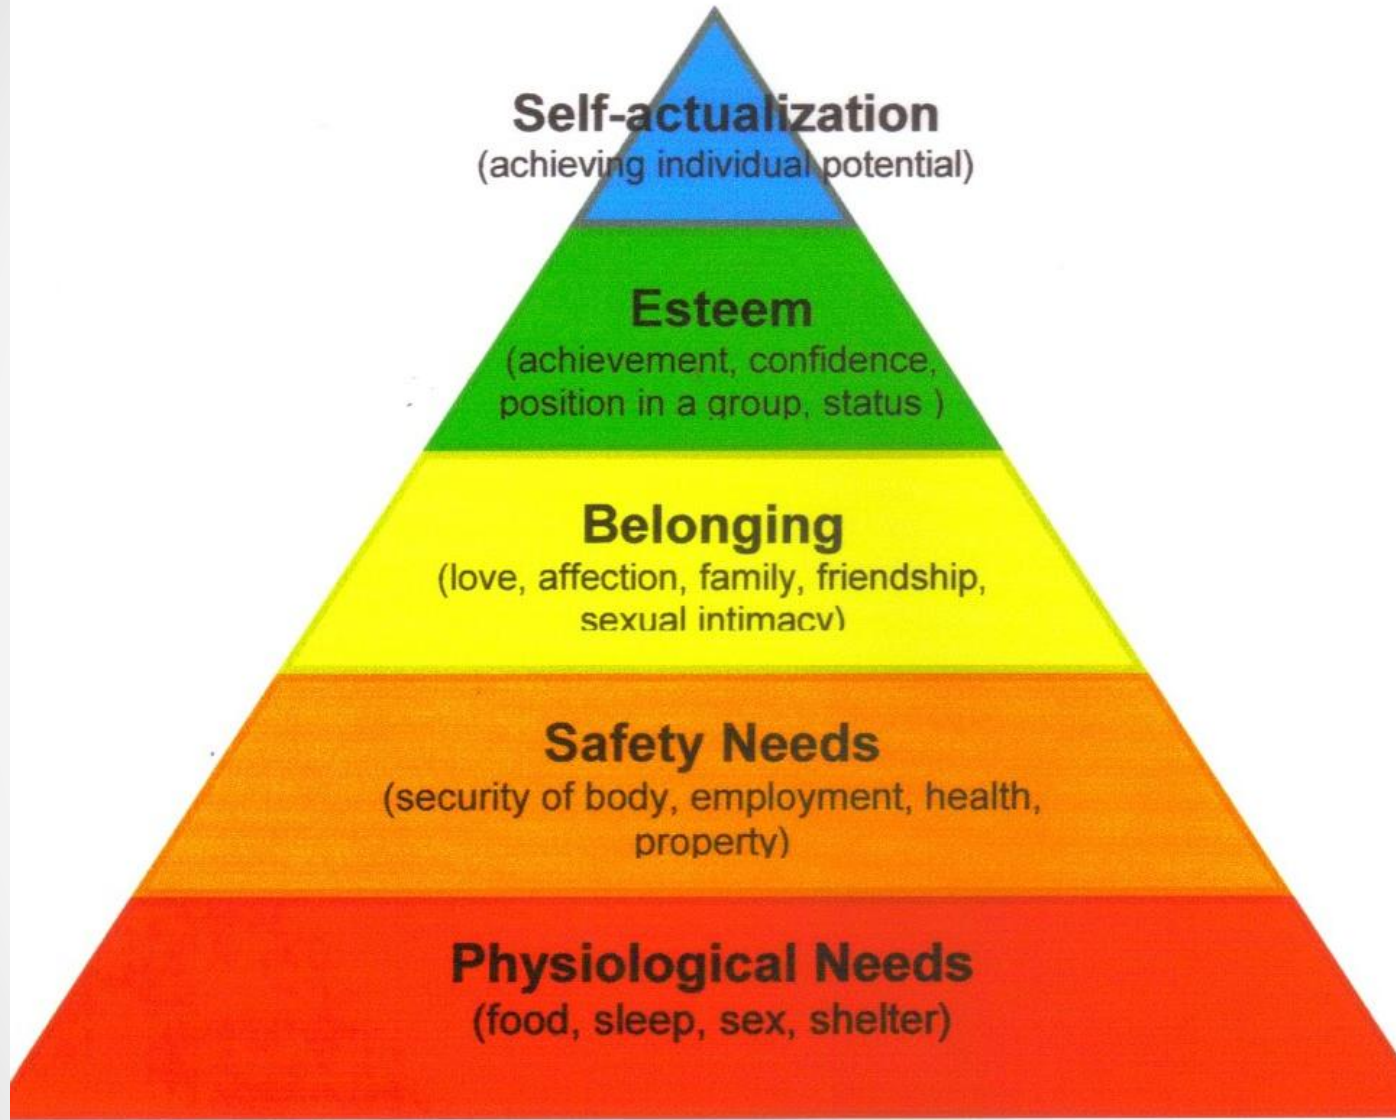 Self-actualization
(achieving individual potential)
Esteem
(achievement, confidence,
position in a group, status )
Belonging
(love, affection, family, friendship,
sexual intimacy)
Safety Needs
(security of body, employment, health,
property)
Physiological Needs
(food, sleep, sex, shelter)